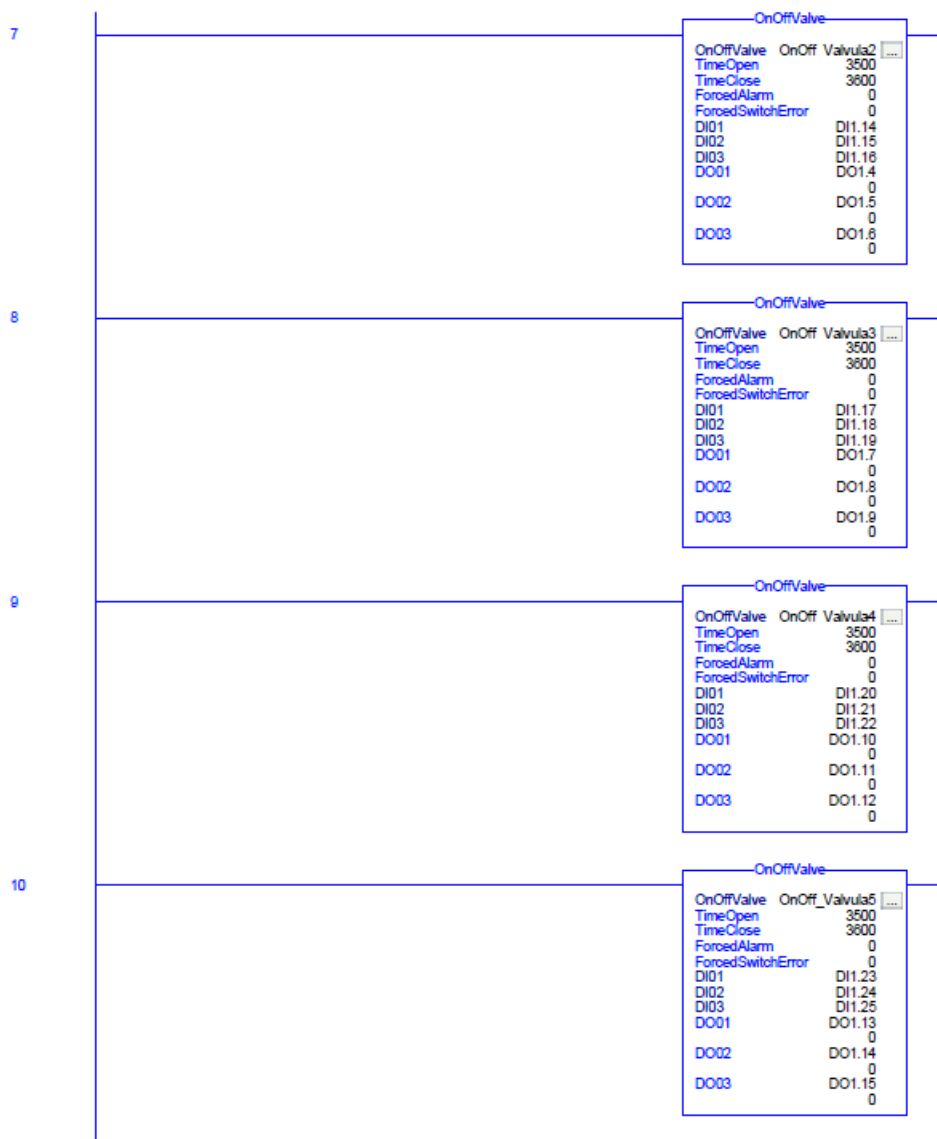 7
OnOffValve
OnOffValve OnOff_Valvula2 ...
TimeOpen 3500
TimeClose 3600
ForcedAlarm 0
ForcedSwitchError 0
DI01 DI1.14
DI02 DI1.15
DI03 DI1.16
DO01 DO1.4
0
DO02 DO1.5
0
DO03 DO1.6
0
8
OnOffValve
OnOffValve OnOff_Valvula3 ...
TimeOpen 3500
TimeClose 3600
ForcedAlarm 0
ForcedSwitchError 0
DI01 DI1.17
DI02 DI1.18
DI03 DI1.19
DO01 DO1.7
0
DO02 DO1.8
0
DO03 DO1.9
0
9
OnOffValve
OnOffValve OnOff_Valvula4 ...
TimeOpen 3500
TimeClose 3600
ForcedAlarm 0
ForcedSwitchError 0
DI01 DI1.20
DI02 DI1.21
DI03 DI1.22
DO01 DO1.10
0
DO02 DO1.11
0
DO03 DO1.12
0
10
OnOffValve
OnOffValve OnOff_Valvula5 ...
TimeOpen 3500
TimeClose 3600
ForcedAlarm 0
ForcedSwitchError 0
DI01 DI1.23
DI02 DI1.24
DI03 DI1.25
DO01 DO1.13
0
DO02 DO1.14
0
DO03 DO1.15
0